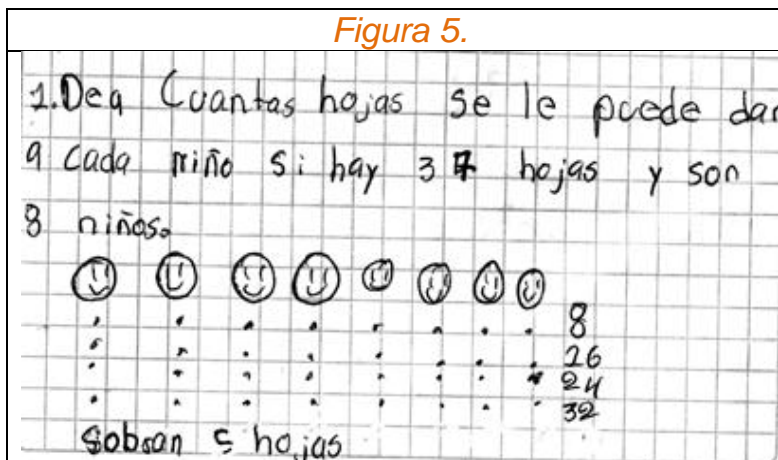 Figura 5.
1.Dea Cuantas hojas se le puede dar
a cada niño si hay 37 hojas y son
8 niños.
8
16
24
32
sobran 5 hojas